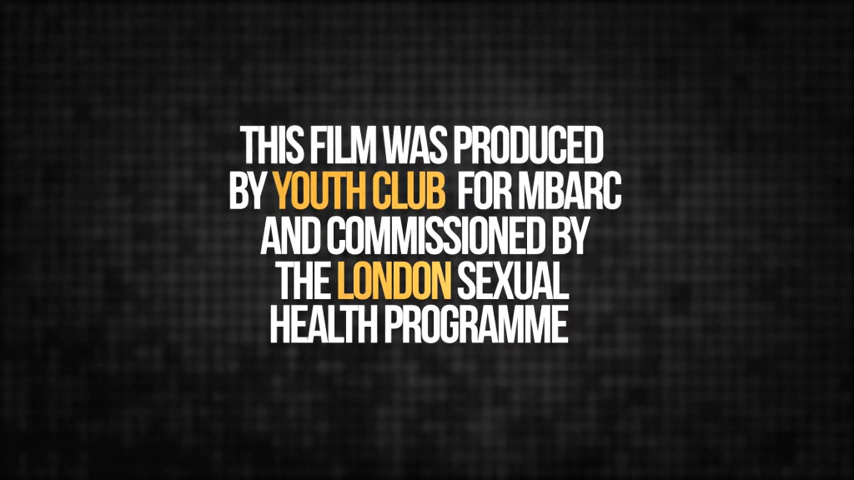 THIS FILM WAS PRODUCED
BY YOUTH CLUB FOR MBARC
AND COMMISSIONED BY
THE LONDON SEXUAL
HEALTH PROGRAMME